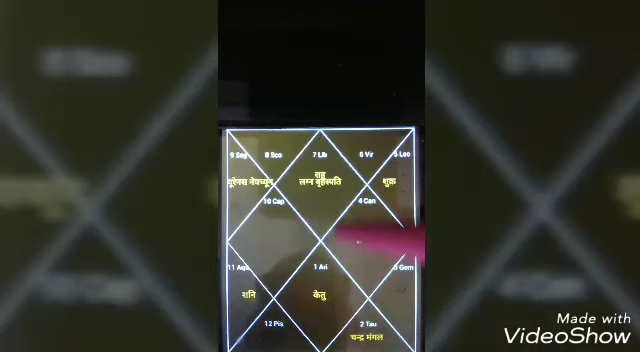 9 Sag
8 Sco
7 Lib
6 Vir
5 Leo
राहु
यूरेनस नेपच्यून
लग्न बृहस्पति
शुक्र
10 Cap
4 Can
11 Aqu
1 Ari
3 Gem
शनि
केतु
12 Pis
2 Tau
चन्द्र मंगल
Made with
VideoShow